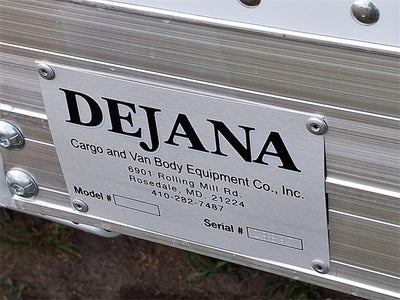 DEJANA
Cargo and Van Body Equipment Co., Inc.
6901 Rolling Mill Rd.
Rosedale, MD. 21224
410-282-7487
Model #
Serial #